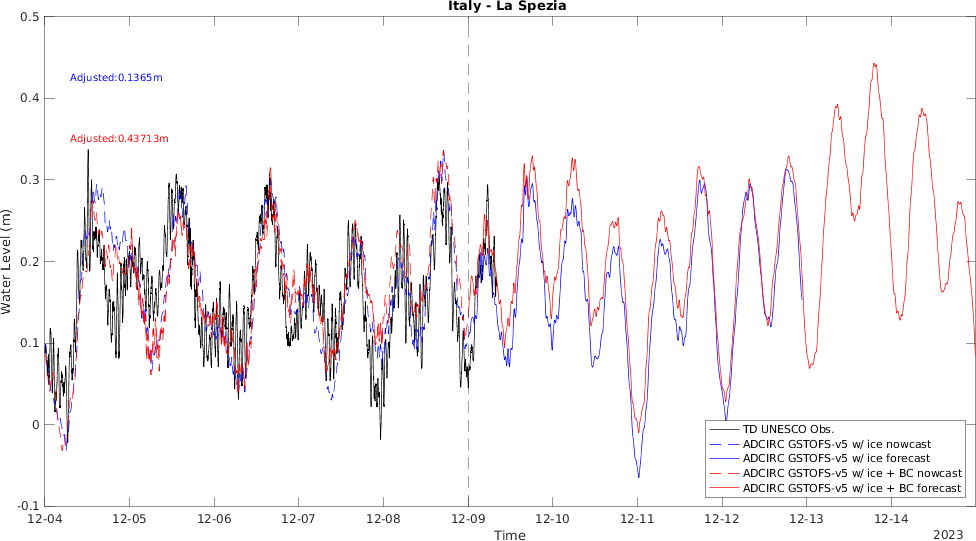 Italy - La Spezia
0.5
Adjusted:0.1365m
0.4
Adjusted:0.43713m
0.3
Water Level (m)
0.2
0.1
0
-0.1
TD UNESCO Obs.
ADCIRC GSTOFS-v5 w/ ice nowcast
ADCIRC GSTOFS-v5 w/ ice forecast
ADCIRC GSTOFS-v5 w/ ice + BC nowcast
ADCIRC GSTOFS-v5 w/ ice + BC forecast
12-04 12-05 12-06 12-07 12-08 12-09 12-10 12-11 12-12 12-13 12-14
Time
2023